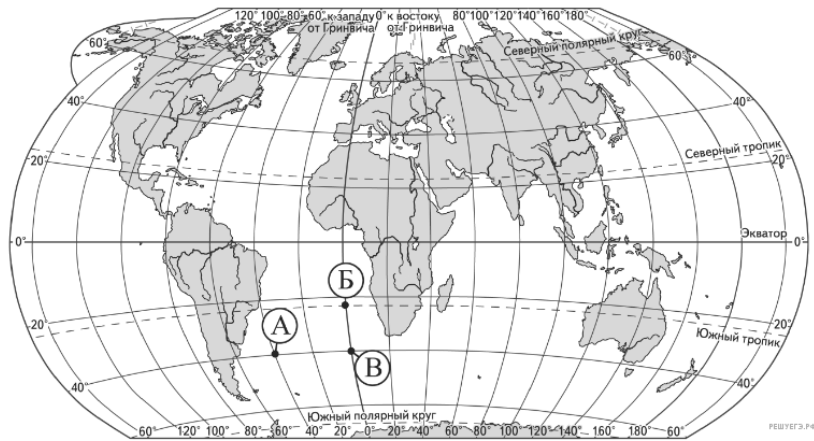 120° 100° 80° 60° к западу от Гринвича 0° к востоку от Гринвича 80° 100° 120° 140° 160° 180°
60° Северный полярный круг 60°
40° 40°
Северный тропик
20° 20°
Экватор
0° 0°
Б
А
20° 20°
Южный тропик
В
40° 40°
Южный полярный круг
60° 120° 100° 80° 60° 40° 20° 0° 20° 40° 60° 80° 100° 120° 140° 160° 180° 60°
РЕШУЕГЭ.РФ